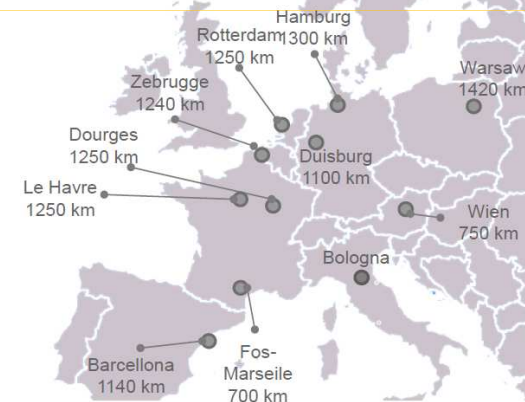 Hamburg
1300 km
Rotterdam
1250 km
Warsaw
1420 km
Zebrugge
1240 km
Dourges
1250 km
Duisburg
1100 km
Le Havre
1250 km
Wien
750 km
Bologna
Barcellona
1140 km
Fos-
Marseile
700 km